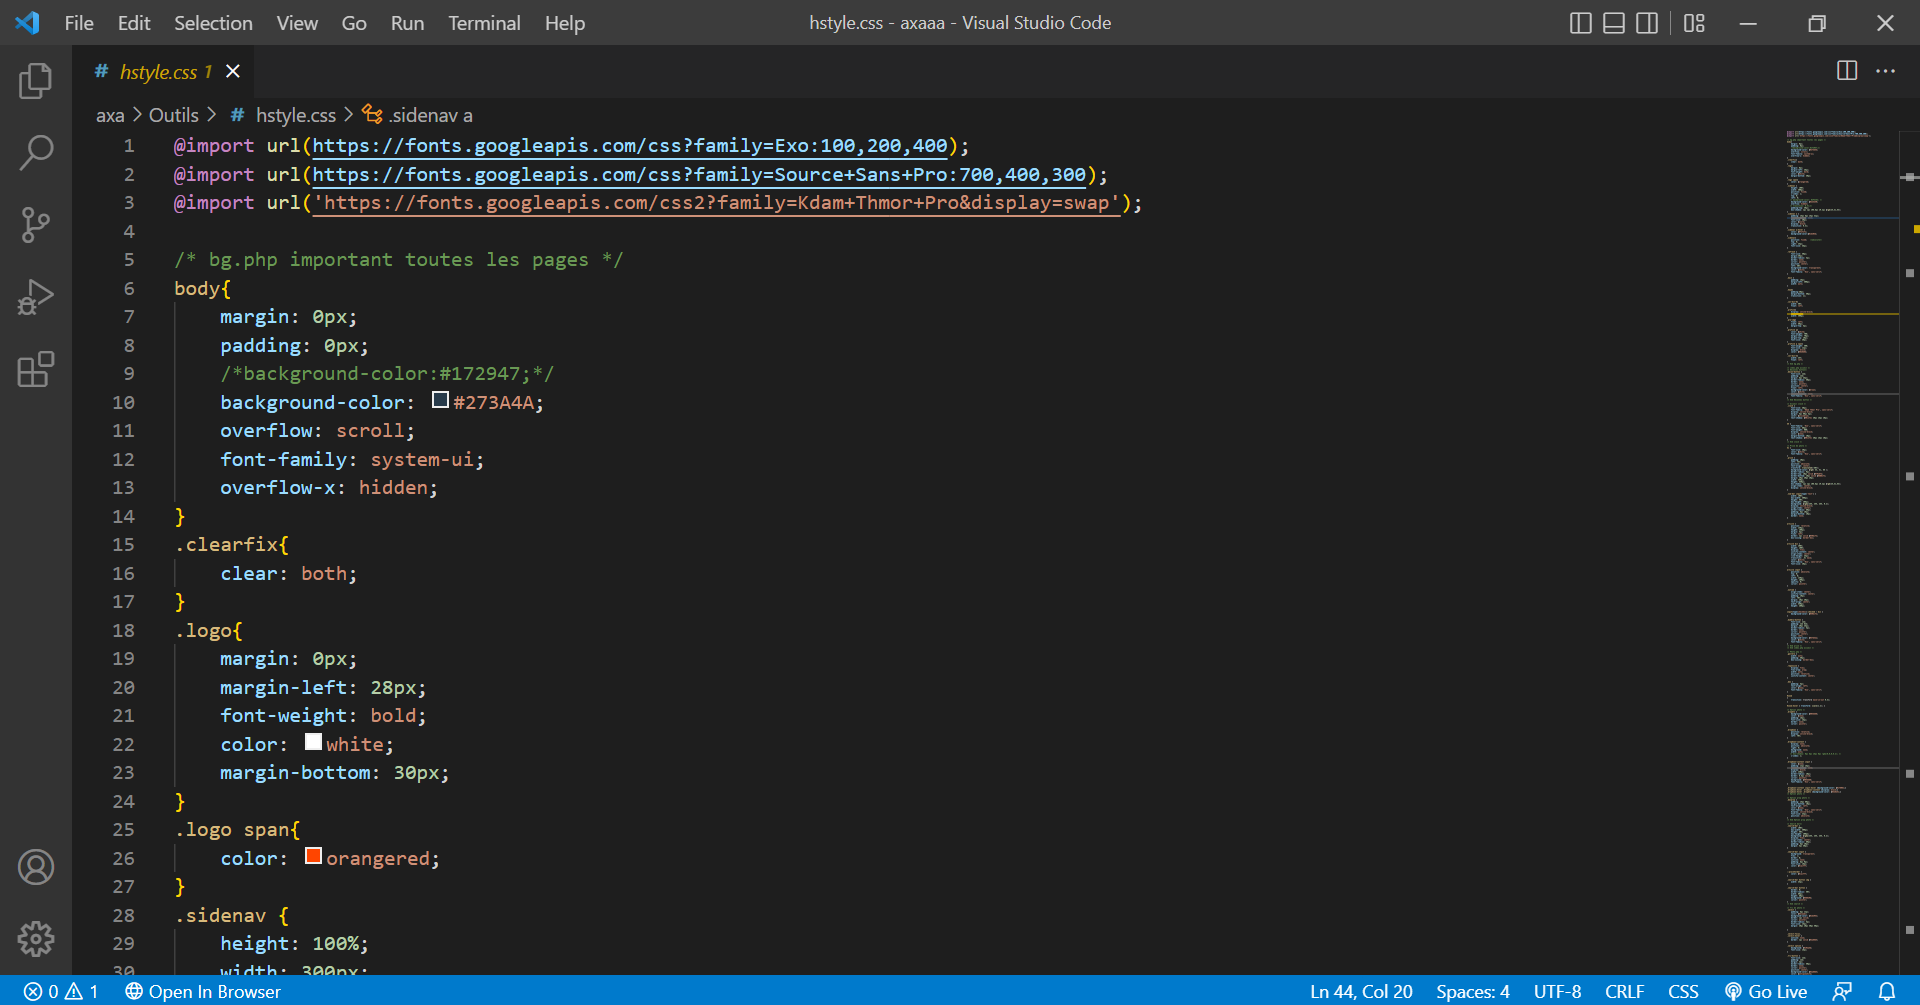 File Edit Selection View Go Run Terminal Help hstyle.css - axaaa - Visual Studio Code
# hstyle.css 1
axa > Outils > # hstyle.css > .sidenav a
1 @import url(https://fonts.googleapis.com/css?family=Exo:100,200,400);
2 @import url(https://fonts.googleapis.com/css?family=Source+Sans+Pro:700,400,300);
3 @import url('https://fonts.googleapis.com/css2?family=Kdam+Thmor+Pro&display=swap');
4
5 /* bg.php important toutes les pages */
6 body{
7 margin: 0px;
8 padding: 0px;
9 /*background-color:#172947;*/
10 background-color: #273A4A;
11 overflow: scroll;
12 font-family: system-ui;
13 overflow-x: hidden;
14 }
15 .clearfix{
16 clear: both;
17 }
18 .logo{
19 margin: 0px;
20 margin-left: 28px;
21 font-weight: bold;
22 color: white;
23 margin-bottom: 30px;
24 }
25 .logo span{
26 color: orangered;
27 }
28 .sidenav {
29 height: 100%;
30 width: 300px;
0 1 Open In Browser Ln 44, Col 20 Spaces: 4 UTF-8 CRLF CSS Go Live